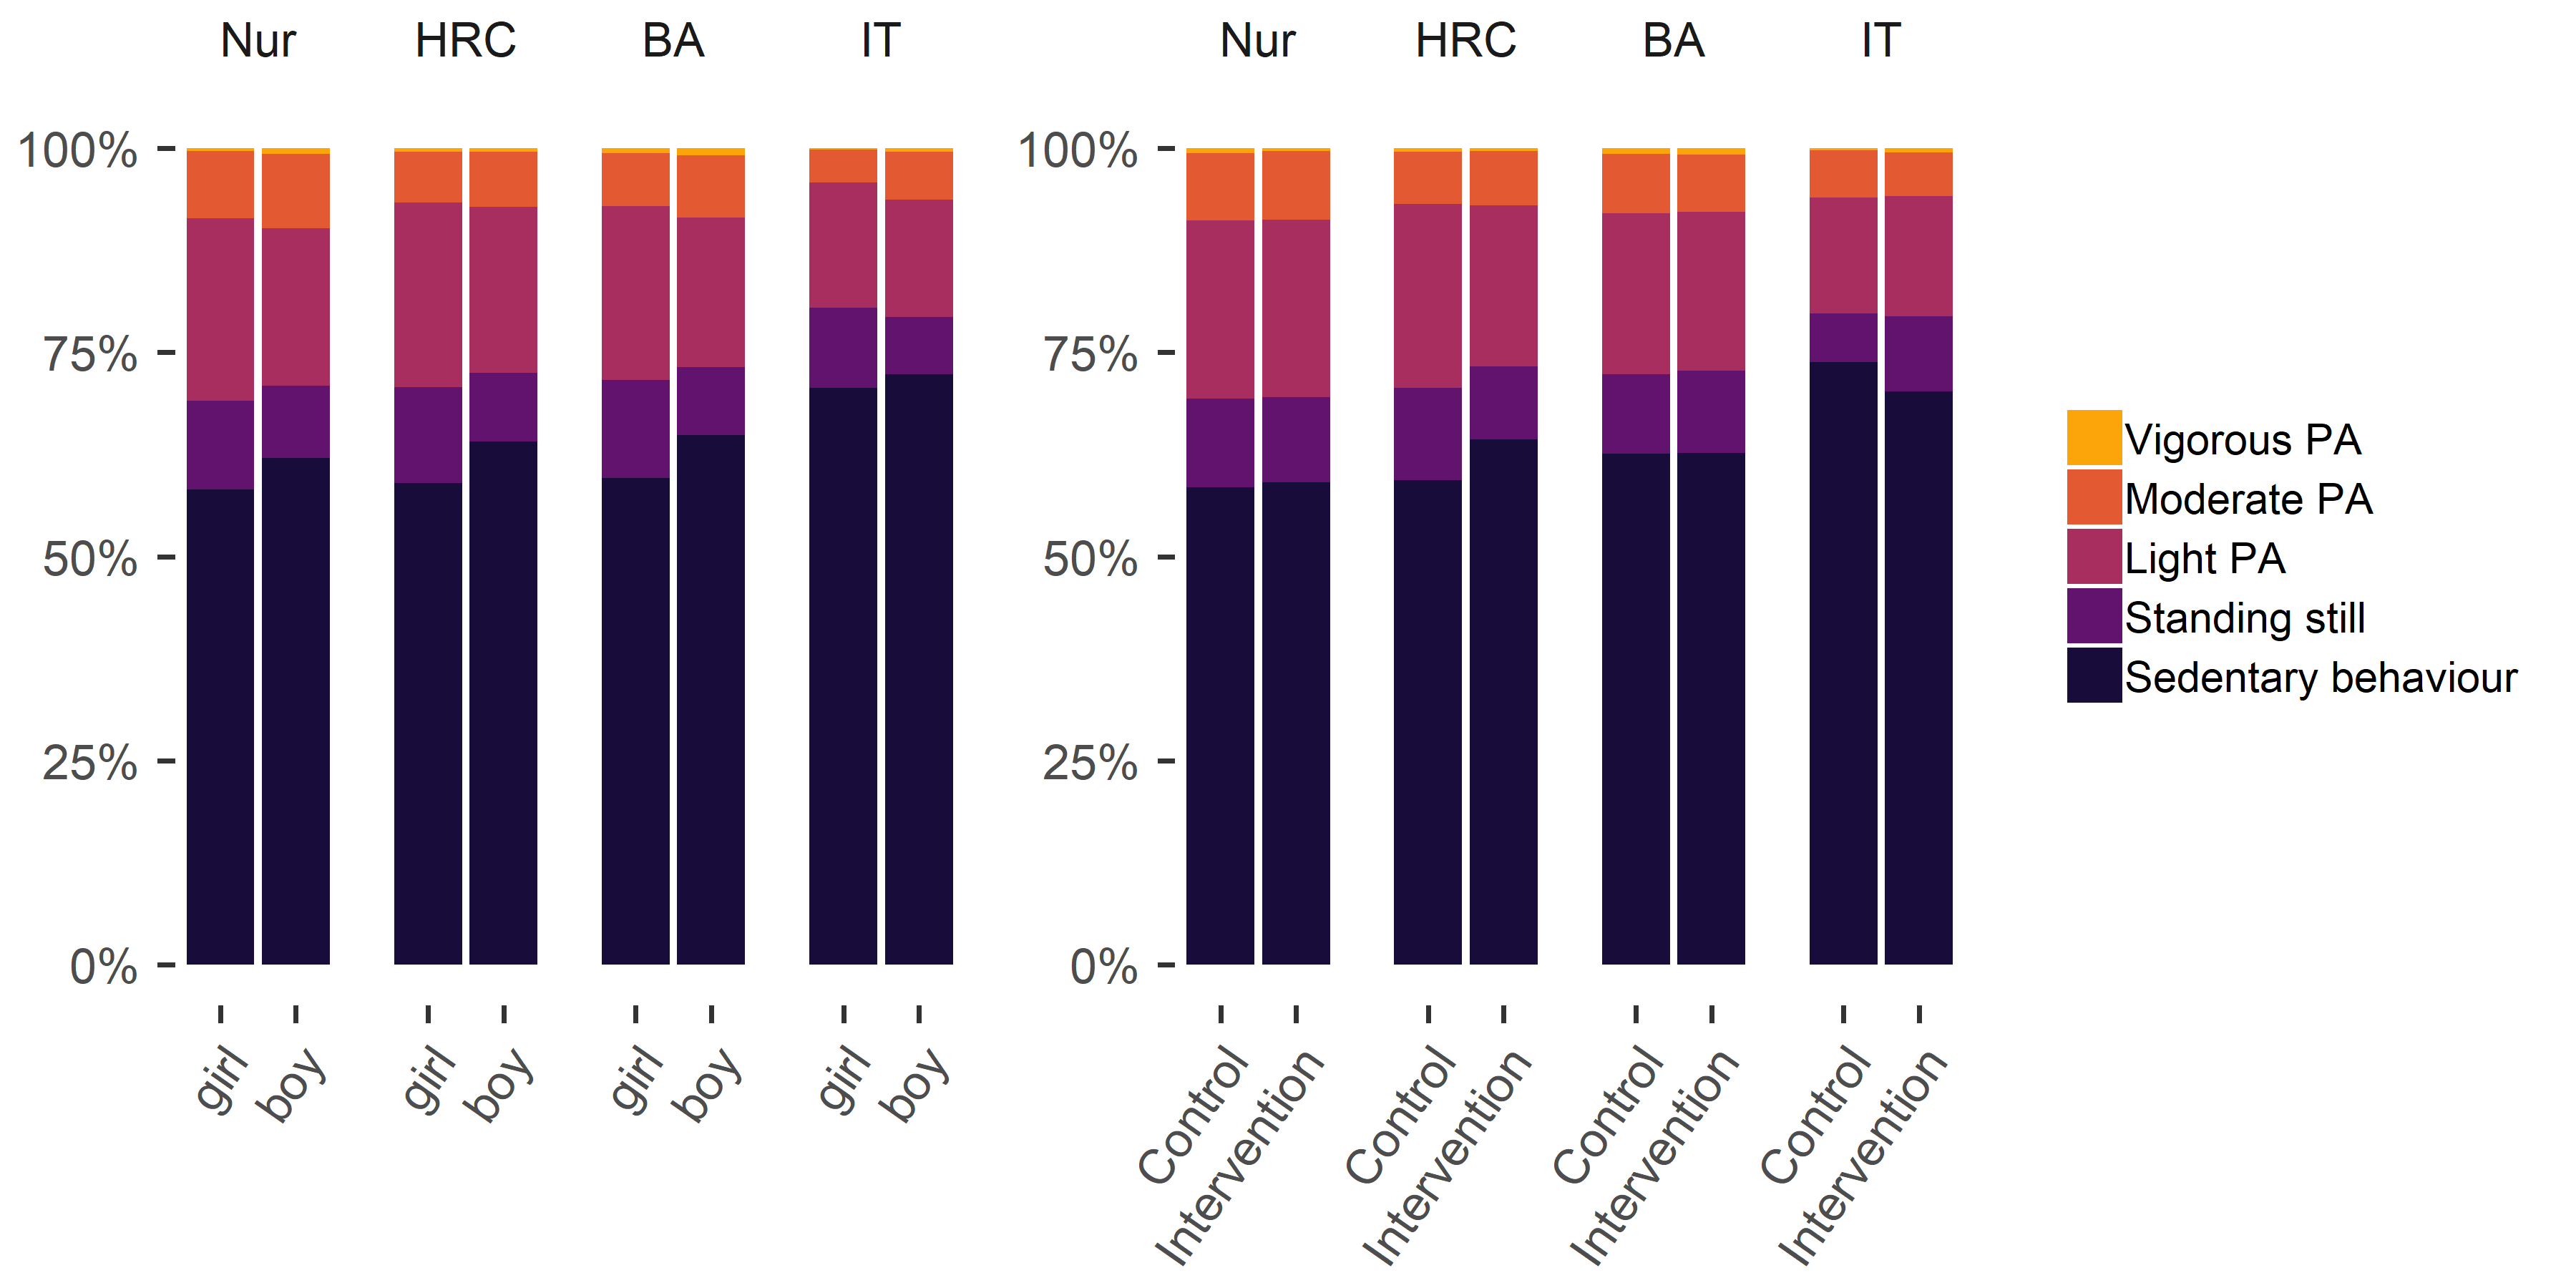 Nur HRC BA IT
100%
75%
50%
25%
0%
girl boy girl boy girl boy girl boy
Nur HRC BA IT
100%
75%
50%
25%
0%
Control Intervention Control Intervention Control Intervention Control Intervention
Vigorous PA
Moderate PA
Light PA
Standing still
Sedentary behaviour